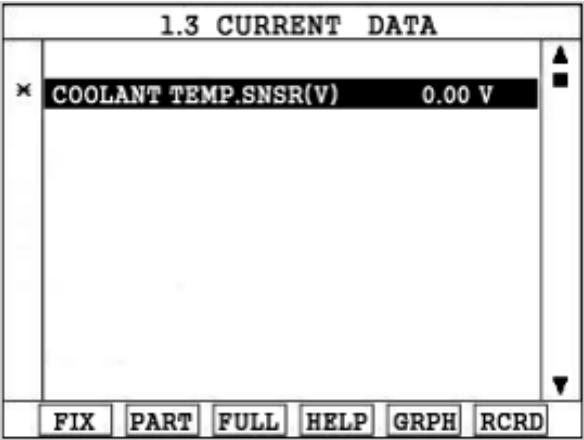 1.3 CURRENT DATA
* COOLANT TEMP.SNSR(V) 0.00 V
FIX PART FULL HELP GRPH RCRD